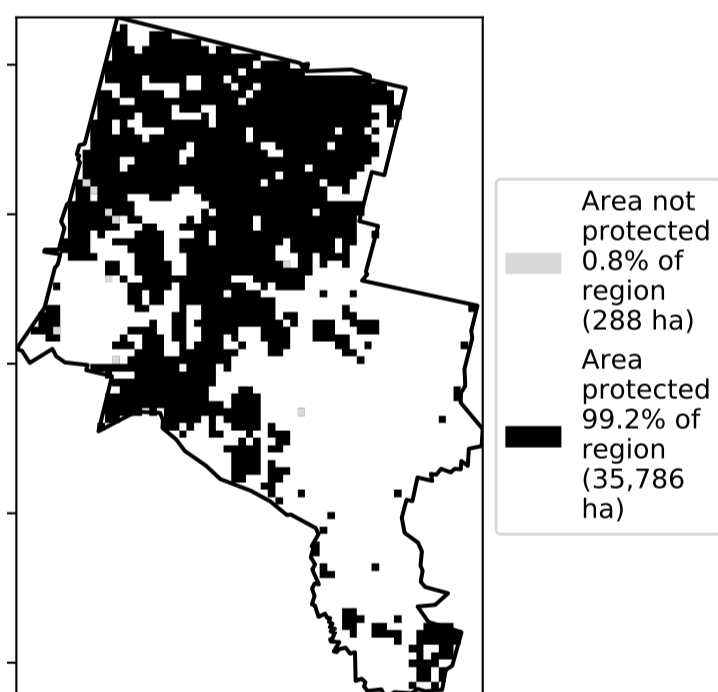 Area not
protected
0.8% of
region
(288 ha)
Area
protected
99.2% of
region
(35,786
ha)